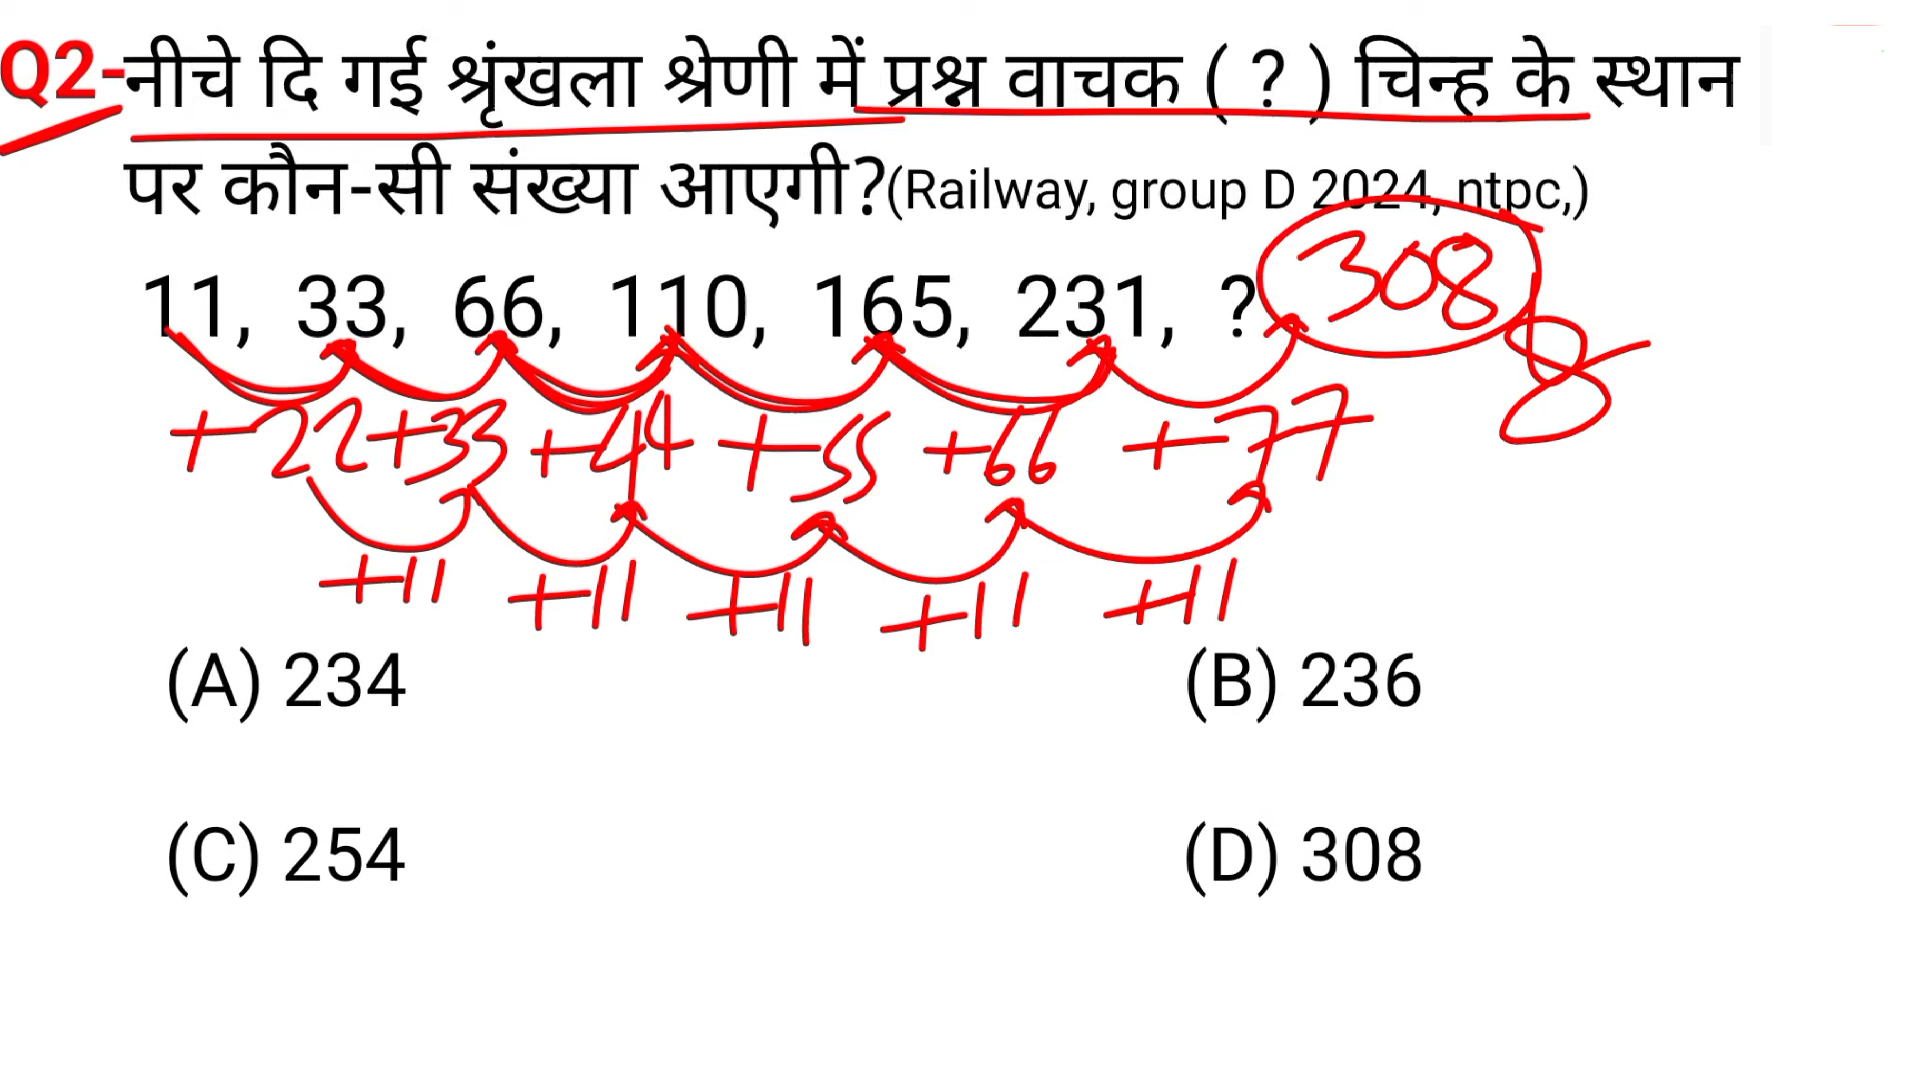 Q2-नीचे दि गई श्रृंखला श्रेणी में प्रश्न वाचक ( ? ) चिन्ह के स्थान
पर कौन-सी संख्या आएगी?(Railway, group D 2024, ntpc,)
308
11, 33, 66, 110, 165, 231, ?
8
+22 +33 +44 +55 +66 +77
+11 +11 +11 +11 +11
(A) 234 (B) 236
(C) 254 (D) 308